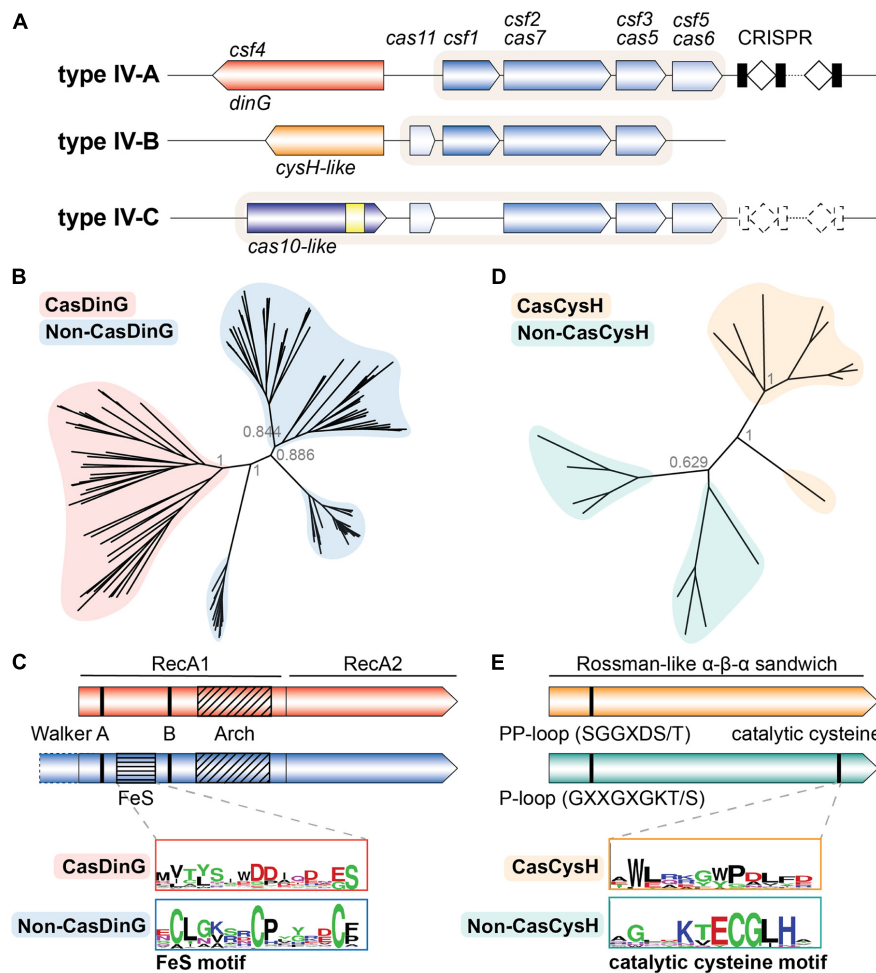 A
csf4
cas11
csf1
csf2
cas7
csf3
cas5
csf5
cas6
CRISPR
type IV-A
dinG
type IV-B
cysH-like
type IV-C
cas10-like
B
CasDinG
Non-CasDinG
0.844
0.886
1
1
D
CasCysH
Non-CasCysH
1
1
0.629
C
RecA1
RecA2
Walker A
B
Arch
FeS
CasDinG
Non-CasDinG
FeS motif
E
Rossman-like α-β-α sandwich
PP-loop (SGGXDS/T)
catalytic cysteine
P-loop (GXXGXGKT/S)
CasCysH
Non-CasCysH
catalytic cysteine motif